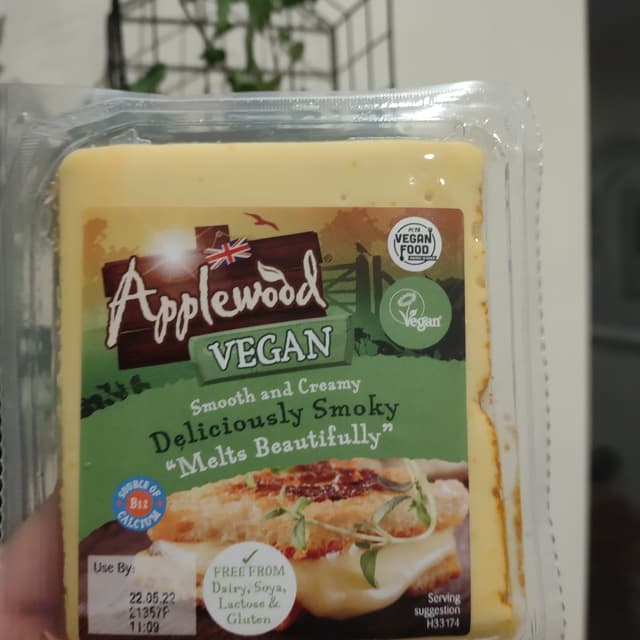 PETA
VEGAN
FOOD
Applewood®
VEGAN
Vegan
Smooth and Creamy
Deliciously Smoky
"Melts Beautifully"
SOURCE OF
B12
CALCIUM
Use By:
22.05.22
21357F
11:09
✓
FREE FROM
Dairy, Soya,
Lactose &
Gluten
Serving
suggestion
H33174